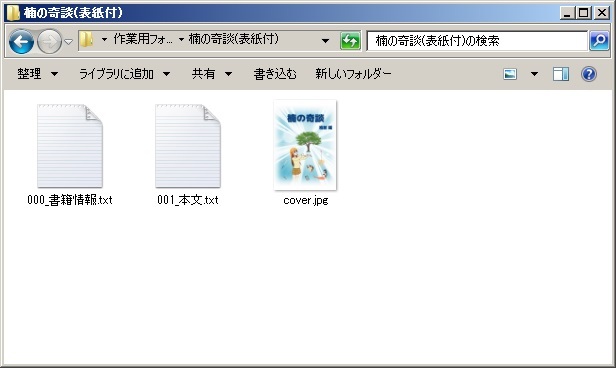 楠の奇談(表紙付)
作業用フォ... 楠の奇談(表紙付) 楠の奇談(表紙付)の検索
整理 ライブラリに追加 共有 書き込む 新しいフォルダー
楠の奇談
000_書籍情報.txt 001_本文.txt cover.jpg